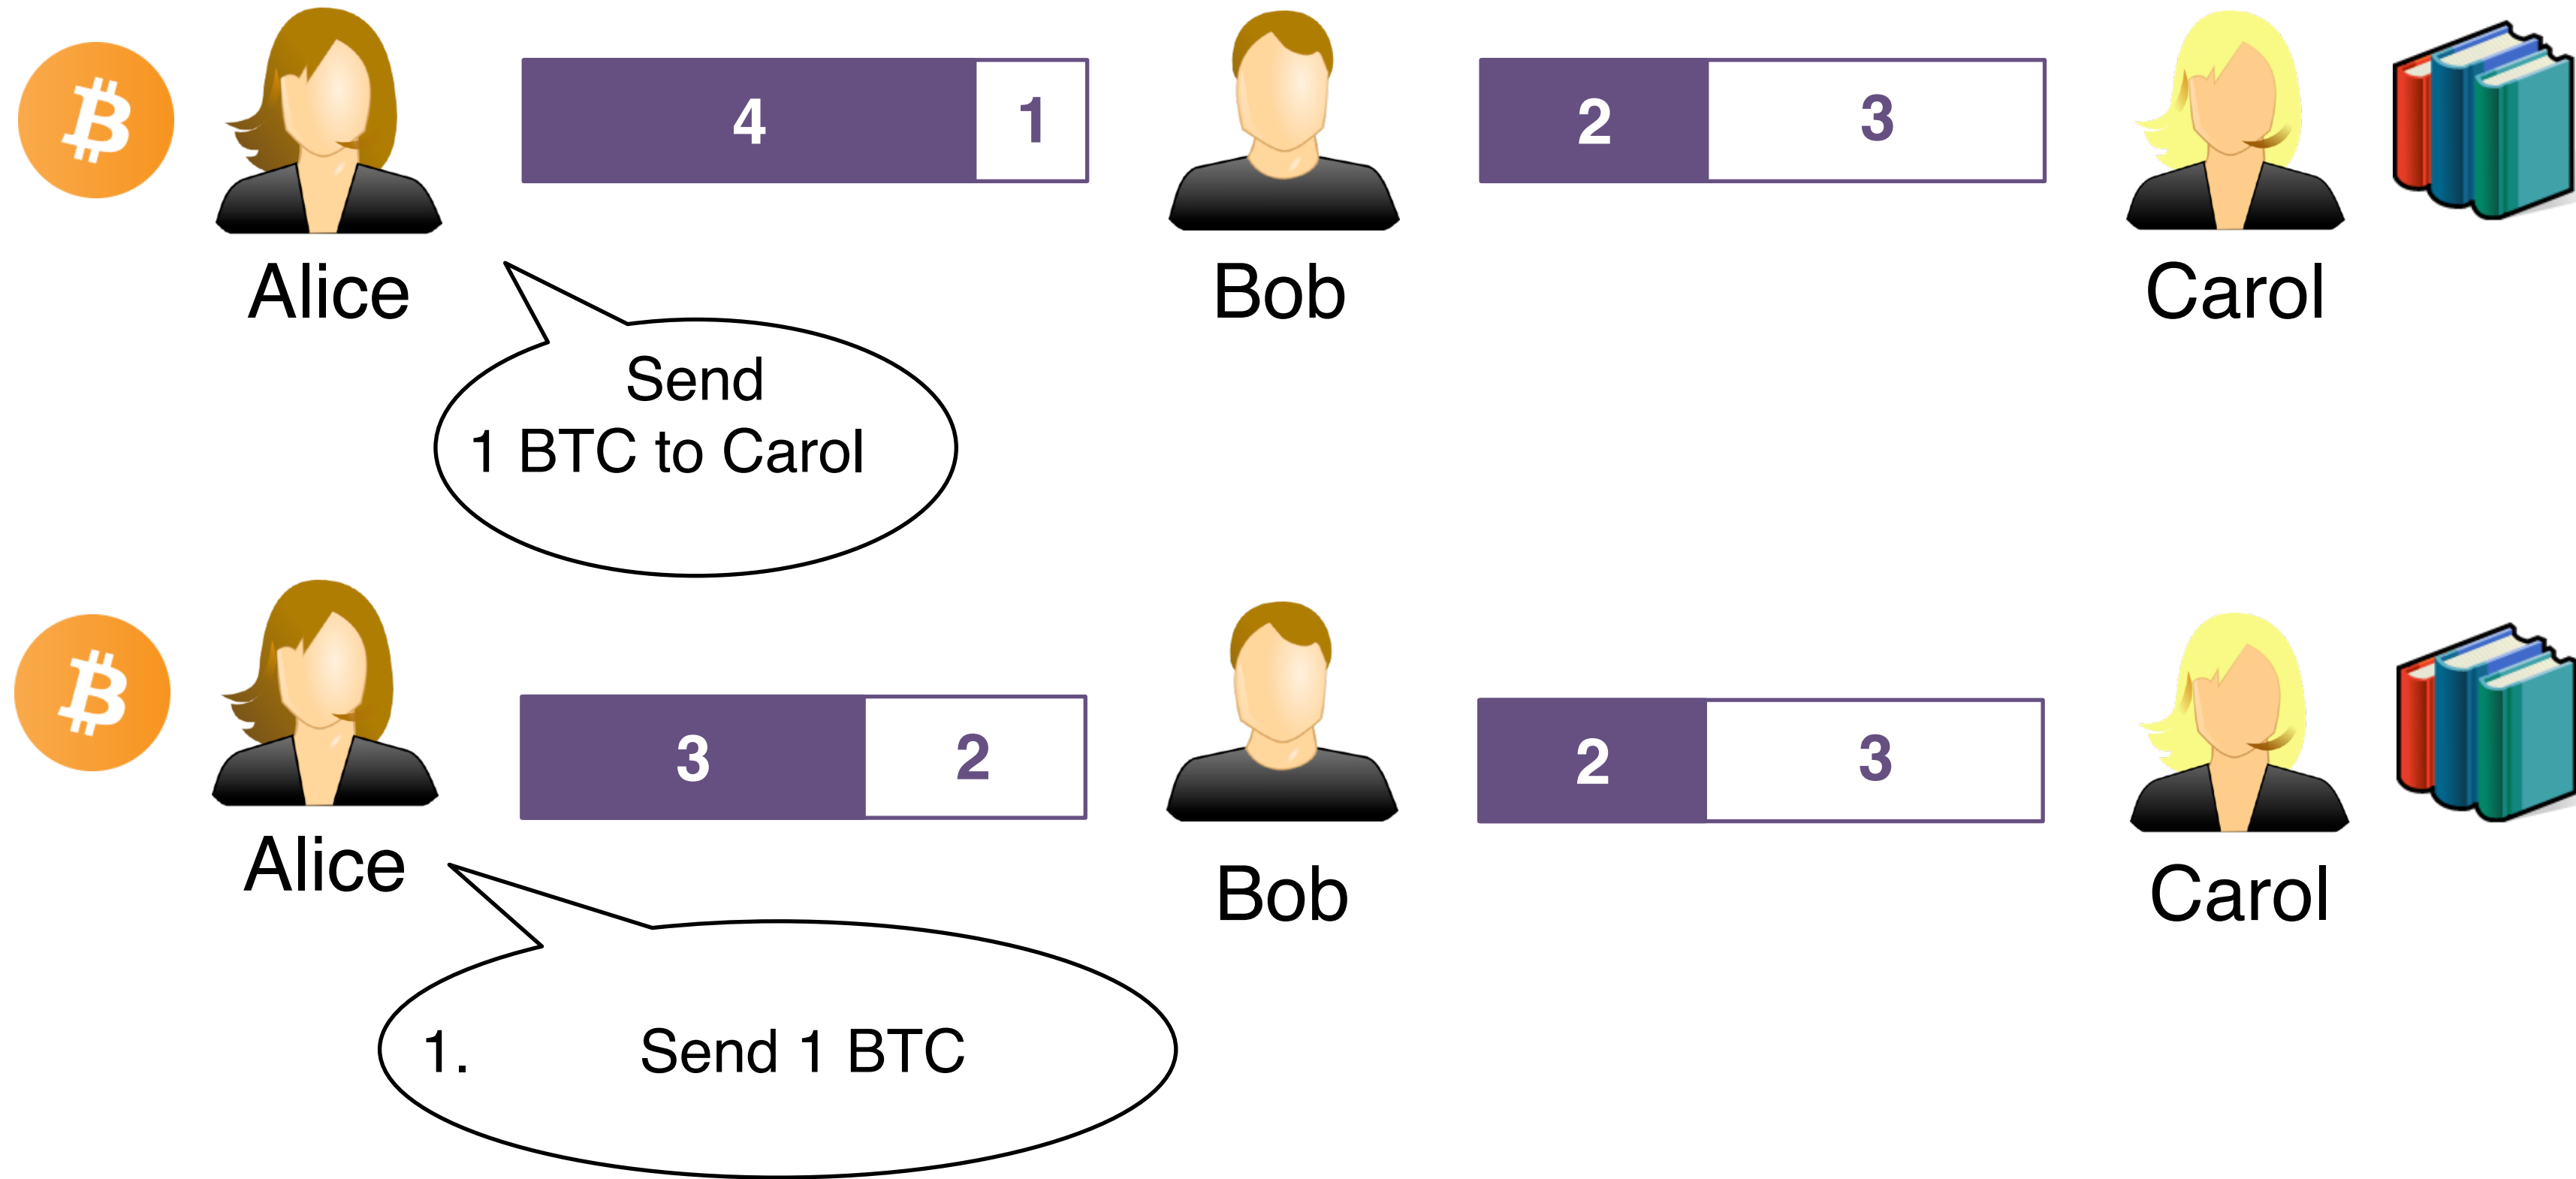 4 1 2 3
Alice Bob Carol
Send
1 BTC to Carol
3 2 2 3
Alice Bob Carol
1. Send 1 BTC